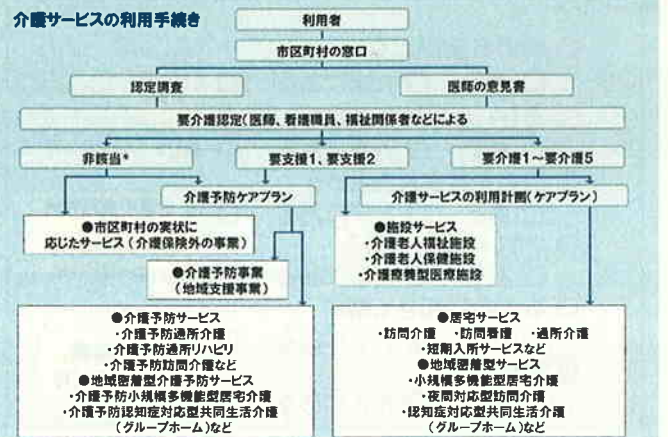 介護サービスの利用手続き
利用者
市区町村の窓口
認定調査
医師の意見書
要介護認定(医師、看護職員、福祉関係者などによる
非該当*
要支援1、要支援2
要介護1～要介護5
介護予防ケアプラン
介護サービスの利用計画(ケアプラン)
●市区町村の実状に
応じたサービス(介護保険外の事業)
●介護予防事業
(地域支援事業)
●施設サービス
・介護老人福祉施設
・介護老人保健施設
・介護療養型医療施設
●介護予防サービス
・介護予防通所介護
・介護予防通所リハビリ
・介護予防訪問介護など
●地域密着型介護予防サービス
・介護予防小規模多機能型居宅介護
・介護予防認知症対応型共同生活介護
(グループホーム)など
●居宅サービス
・訪問介護 ・訪問看護 ・通所介護
・短期入所サービスなど
●地域密着型サービス
・小規模多機能型居宅介護
・夜間対応型訪問介護
・認知症対応型共同生活介護
(グループホーム)など